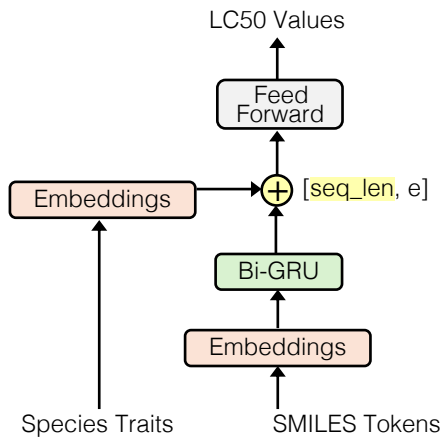 LC50 Values
Feed
Forward
+ [seq_len, e]
Embeddings
Bi-GRU
Embeddings
Species Traits SMILES Tokens